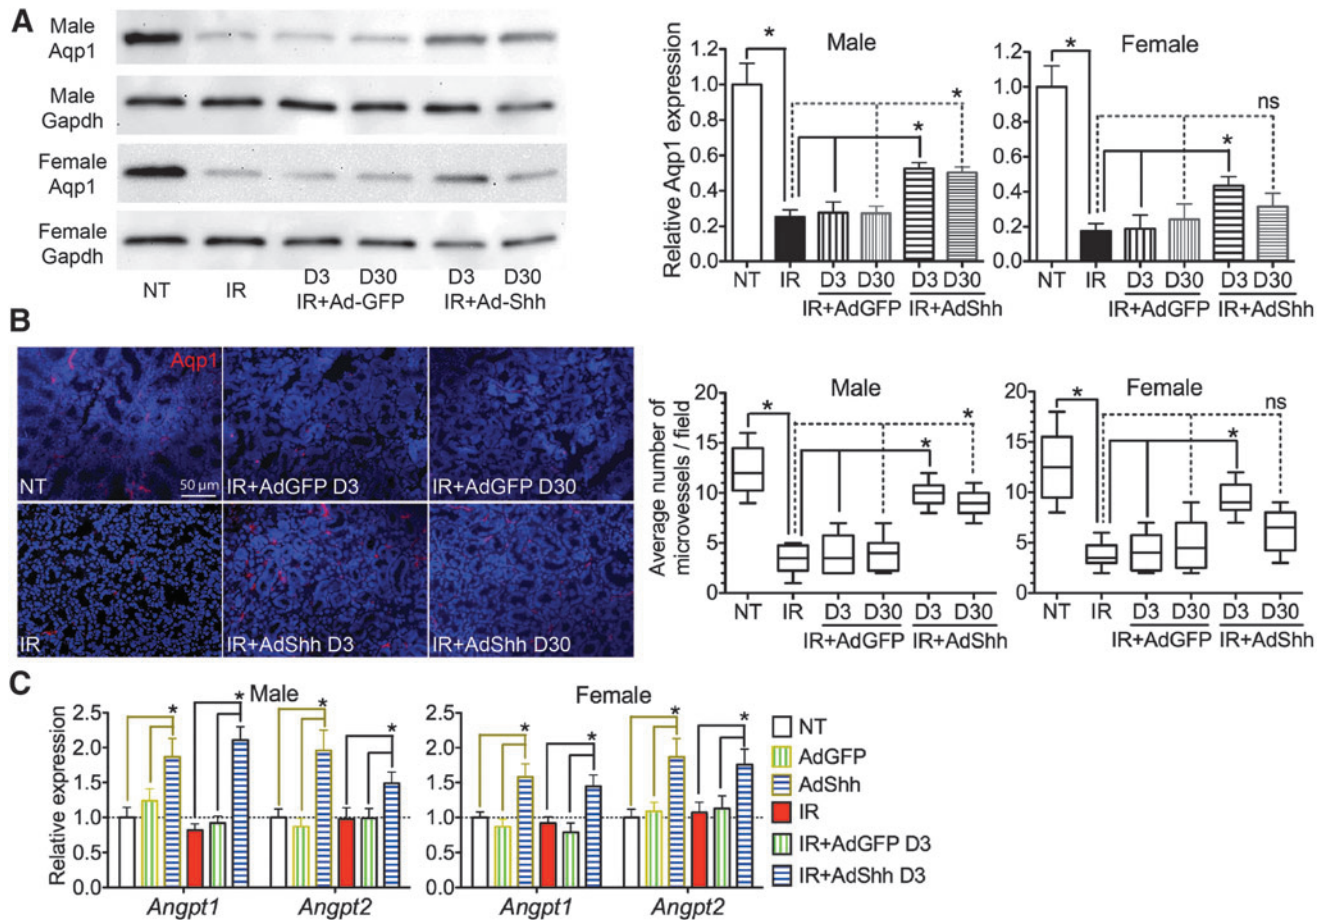 A
Male
Aqp1
Male
Gapdh
Female
Aqp1
Female
Gapdh
NT IR D3 D30 D3 D30
IR+Ad-GFP IR+Ad-Shh
Relative Aqp1 expression
Male
1.2
1.0
0.8
0.6
0.4
0.2
0.0
* * *
NT IR D3 D30 D3 D30
IR+AdGFP IR+AdShh
Female
1.2
1.0
0.8
0.6
0.4
0.2
0.0
* * ns
NT IR D3 D30 D3 D30
IR+AdGFP IR+AdShh
B
Aqp1
NT
50 μm
IR+AdGFP D3
IR+AdGFP D30
IR
IR+AdShh D3
IR+AdShh D30
Average number of
microvessels / field
Male
20
15
10
5
0
* * *
NT IR D3 D30 D3 D30
IR+AdGFP IR+AdShh
Female
20
15
10
5
0
* * ns
NT IR D3 D30 D3 D30
IR+AdGFP IR+AdShh
C
Relative expression
Male
2.5
2.0
1.5
1.0
0.5
0.0
* * * *
Angpt1 Angpt2
Female
2.5
2.0
1.5
1.0
0.5
0.0
* * * *
Angpt1 Angpt2
NT
AdGFP
AdShh
IR
IR+AdGFP D3
IR+AdShh D3